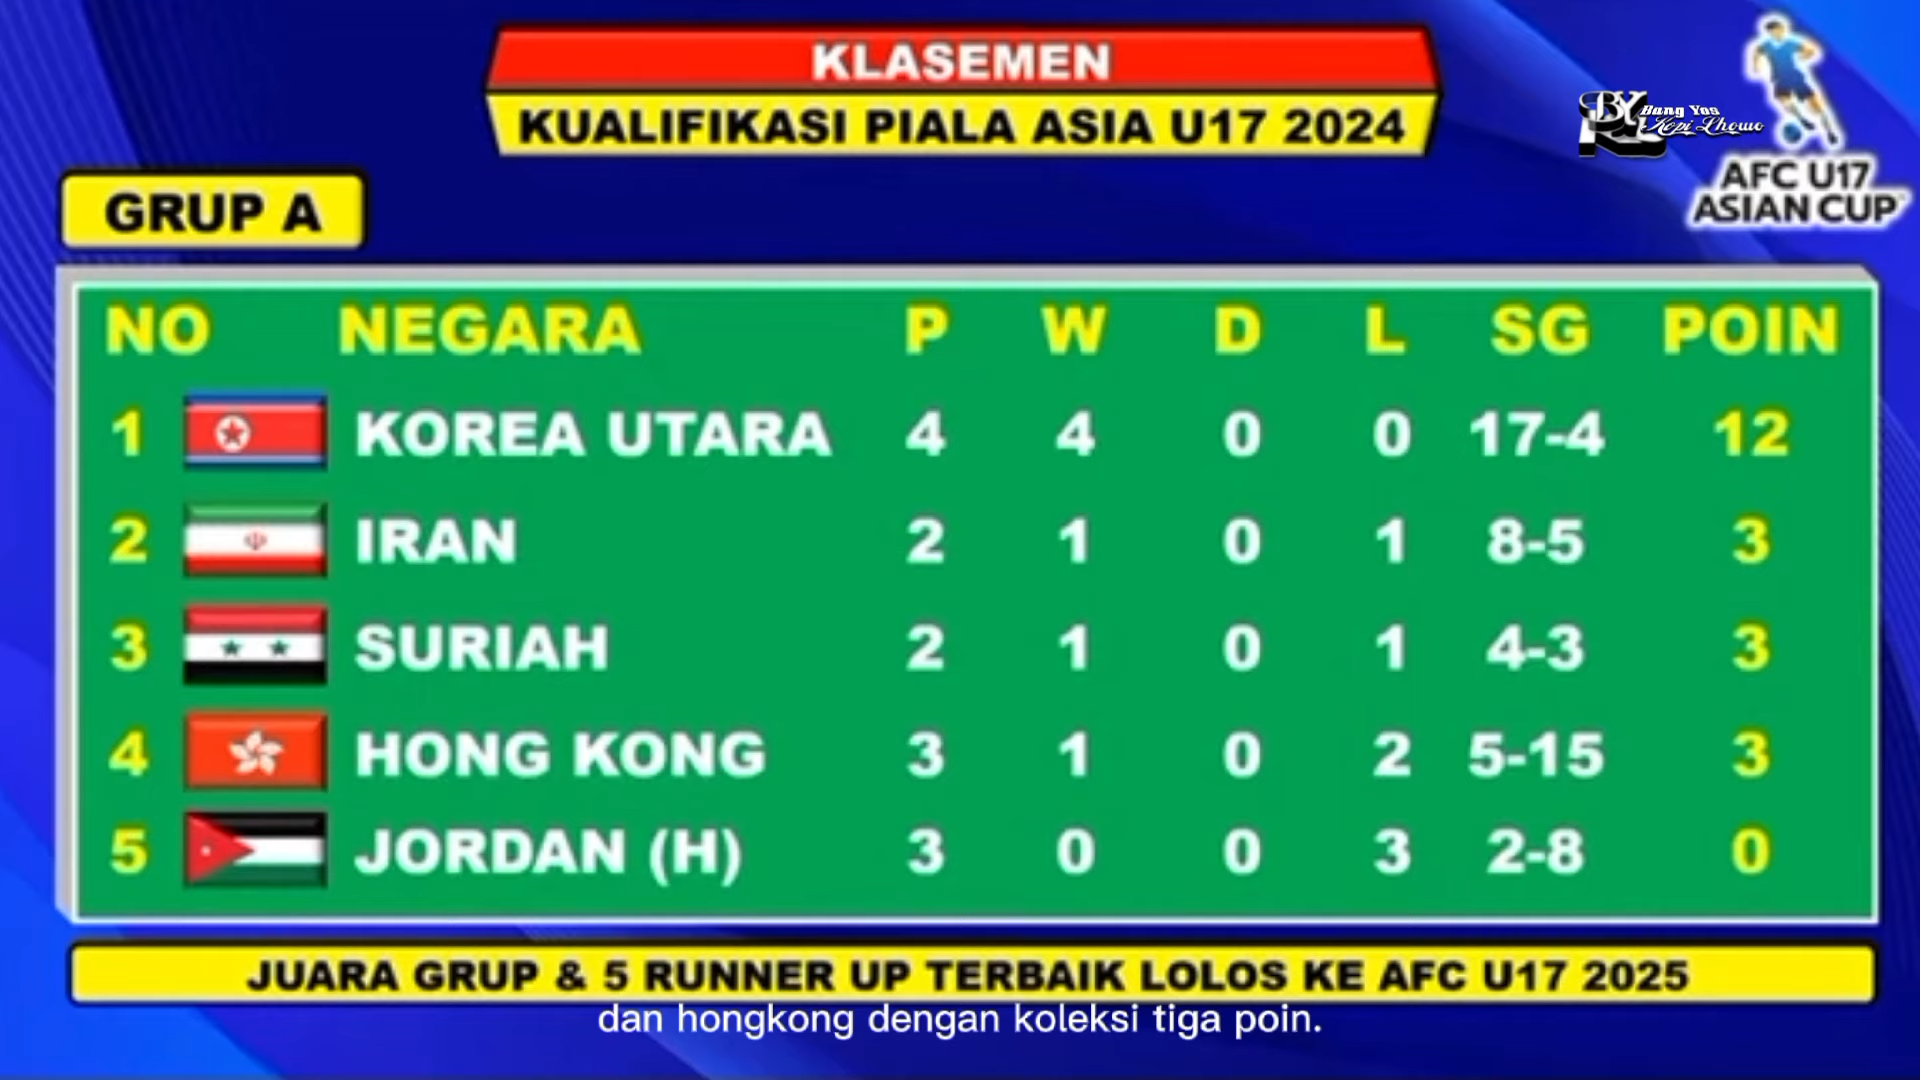 KLASEMEN
KUALIFIKASI PIALA ASIA U17 2024
Bang Yos
Kopi Lhowo
AFC U17
ASIAN CUP
GRUP A
NO NEGARA P W D L SG POIN
1 KOREA UTARA 4 4 0 0 17-4 12
2 IRAN 2 1 0 1 8-5 3
3 SURIAH 2 1 0 1 4-3 3
4 HONG KONG 3 1 0 2 5-15 3
5 JORDAN (H) 3 0 0 3 2-8 0
JUARA GRUP & 5 RUNNER UP TERBAIK LOLOS KE AFC U17 2025
dan hongkong dengan koleksi tiga poin.